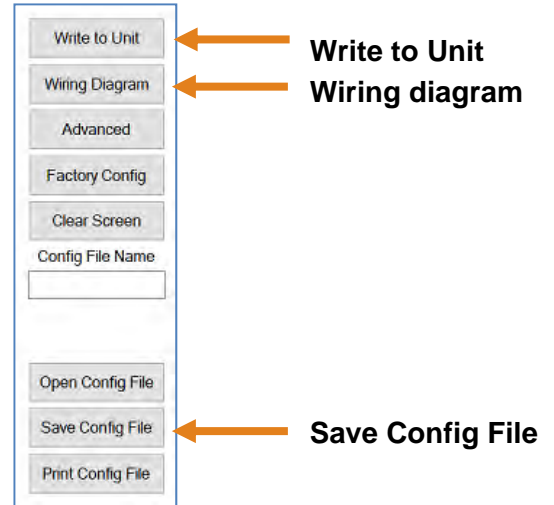 Write to Unit
Write to Unit
Wiring Diagram
Wiring diagram
Advanced
Factory Config
Clear Screen
Config File Name
Open Config File
Save Config File
Save Config File
Print Config File